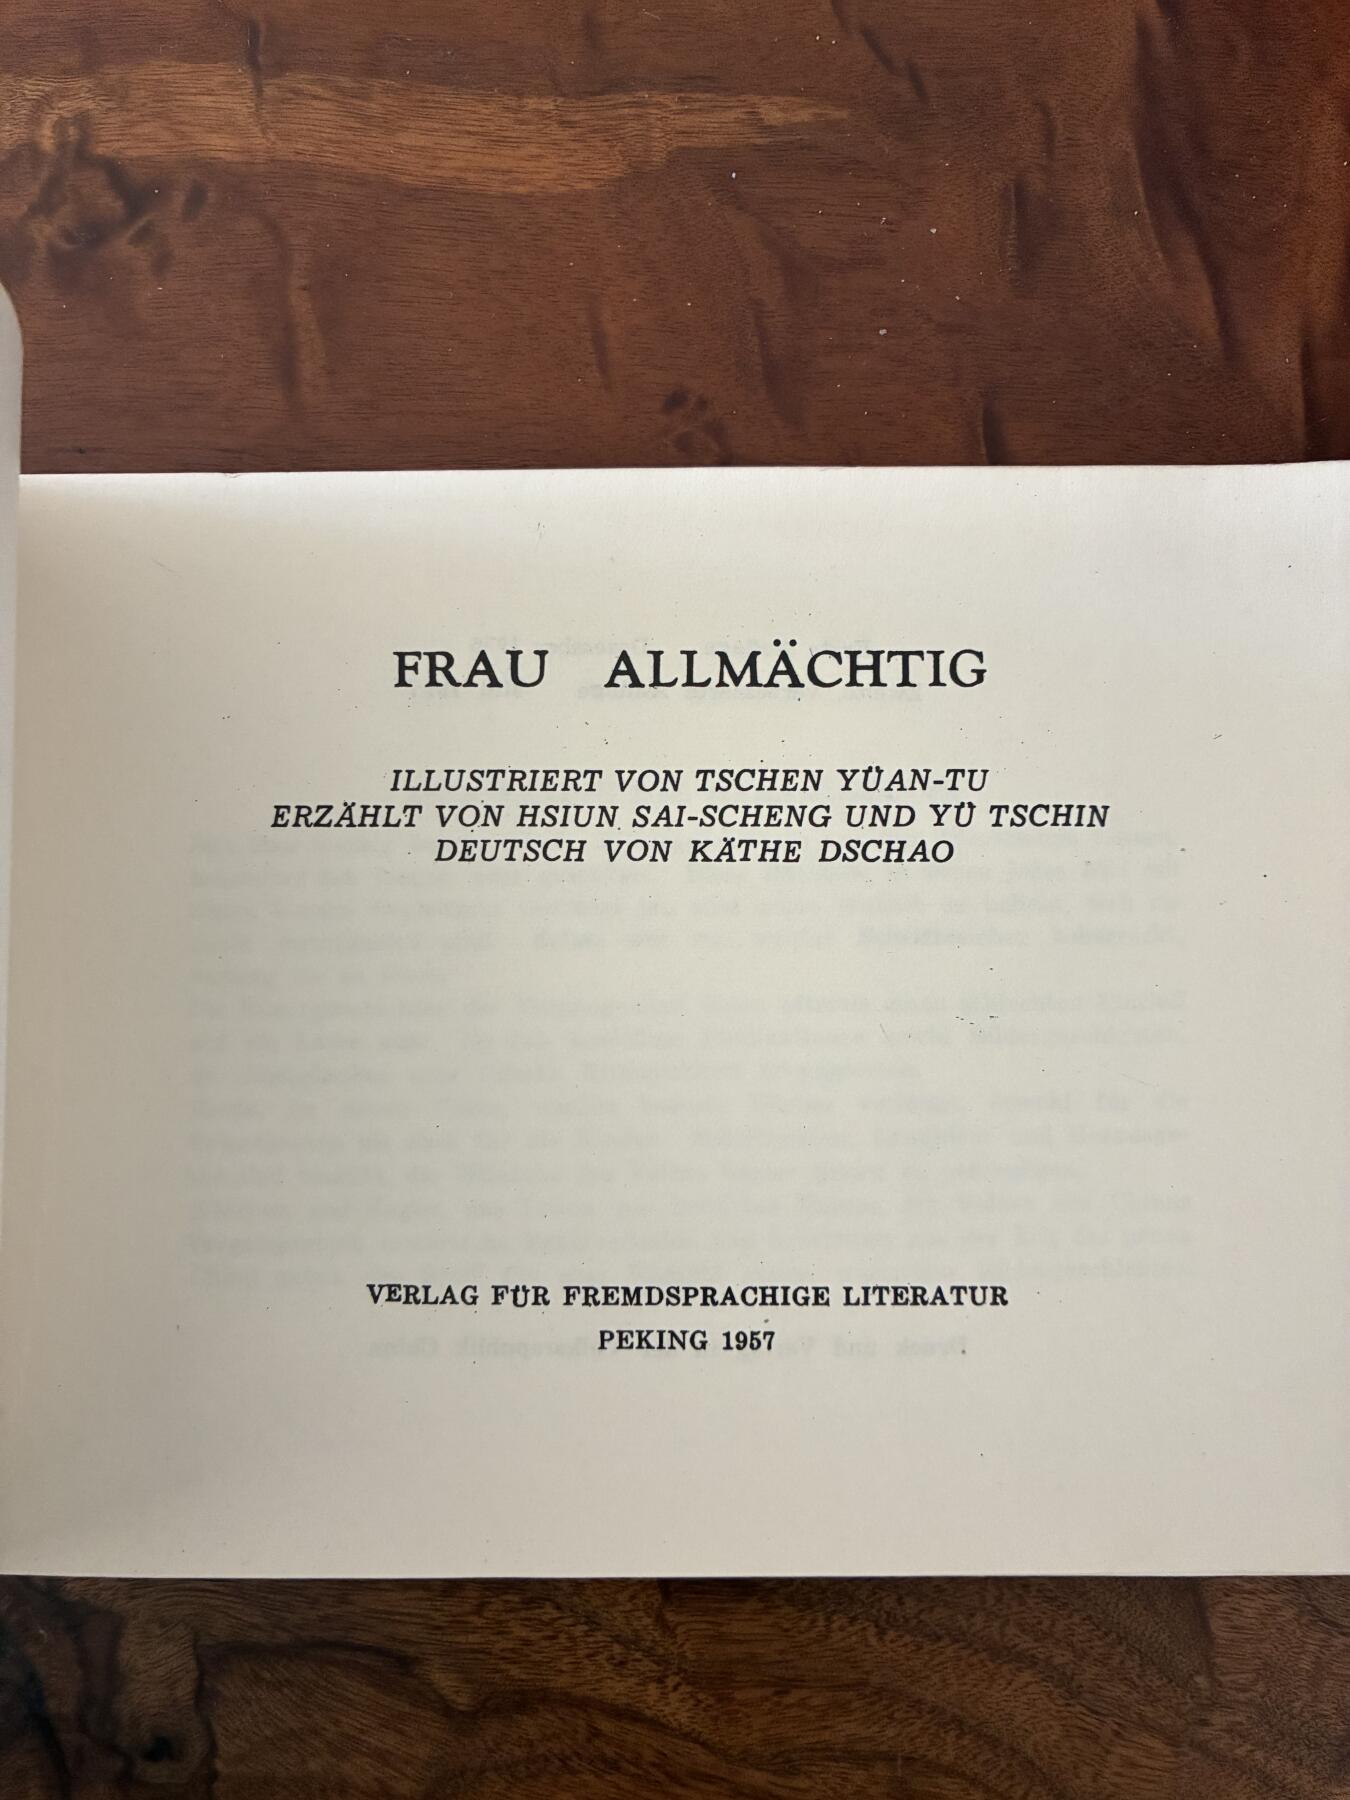 FRAU ALLMÄCHTIG
ILLUSTRIERT VON TSCHEN YÜAN-TU
ERZÄHLT VON HSIUN SAI-SCHENG UND YÜ TSCHIN
DEUTSCH VON KÄTHE DSCHAO
VERLAG FÜR FREMDSPRACHIGE LITERATUR
PEKING 1957